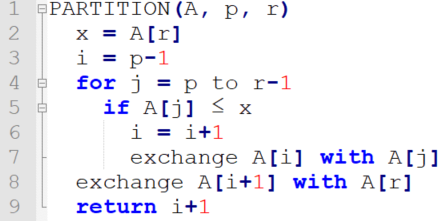 1 PARTITION(A, p, r)
2 x = A[r]
3 i = p-1
4 for j = p to r-1
5 if A[j] ≤ x
6 i = i+1
7 exchange A[i] with A[j]
8 exchange A[i+1] with A[r]
9 return i+1